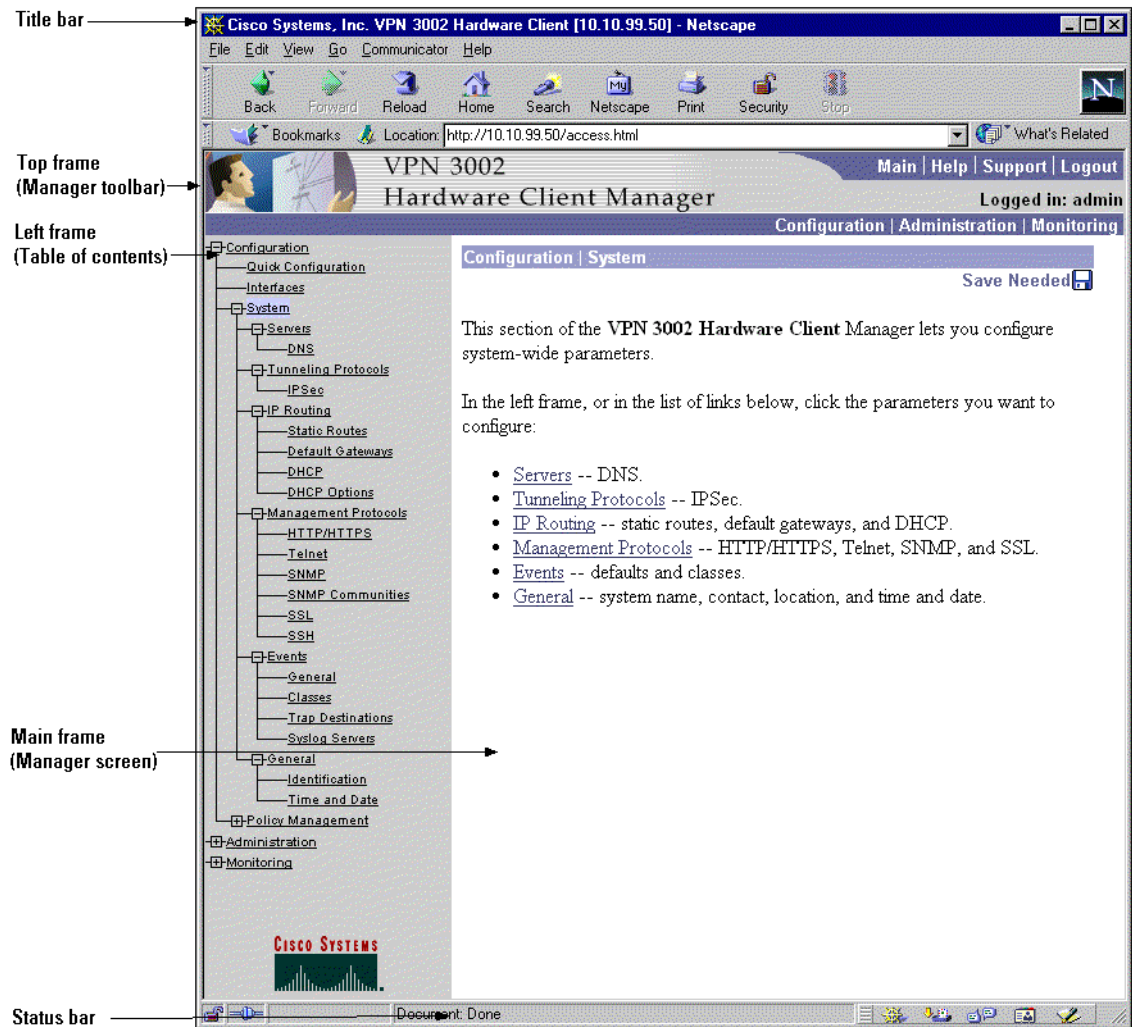 Title bar
Cisco Systems, Inc. VPN 3002 Hardware Client [10.10.99.50] - Netscape
File Edit View Go Communicator Help
Back Forward Reload Home Search My Netscape Print Security Stop
N
Bookmarks Location: http://10.10.99.50/access.html What's Related
Top frame
(Manager toolbar)
VPN 3002
Hardware Client Manager
Main | Help | Support | Logout
Logged in: admin
Configuration | Administration | Monitoring
Left frame
(Table of contents)
Configuration
Quick Configuration
Interfaces
System
Servers
DNS
Tunneling Protocols
IPSec
IP Routing
Static Routes
Default Gateways
DHCP
DHCP Options
Management Protocols
HTTP/HTTPS
Telnet
SNMP
SNMP Communities
SSL
SSH
Events
General
Classes
Trap Destinations
Syslog Servers
General
Identification
Time and Date
Policy Management
Administration
Monitoring
CISCO SYSTEMS
Configuration | System
Save Needed
This section of the VPN 3002 Hardware Client Manager lets you configure
system-wide parameters.
In the left frame, or in the list of links below, click the parameters you want to
configure:
• Servers -- DNS.
• Tunneling Protocols -- IPSec.
• IP Routing -- static routes, default gateways, and DHCP.
• Management Protocols -- HTTP/HTTPS, Telnet, SNMP, and SSL.
• Events -- defaults and classes.
• General -- system name, contact, location, and time and date.
Main frame
(Manager screen)
Status bar
Document: Done